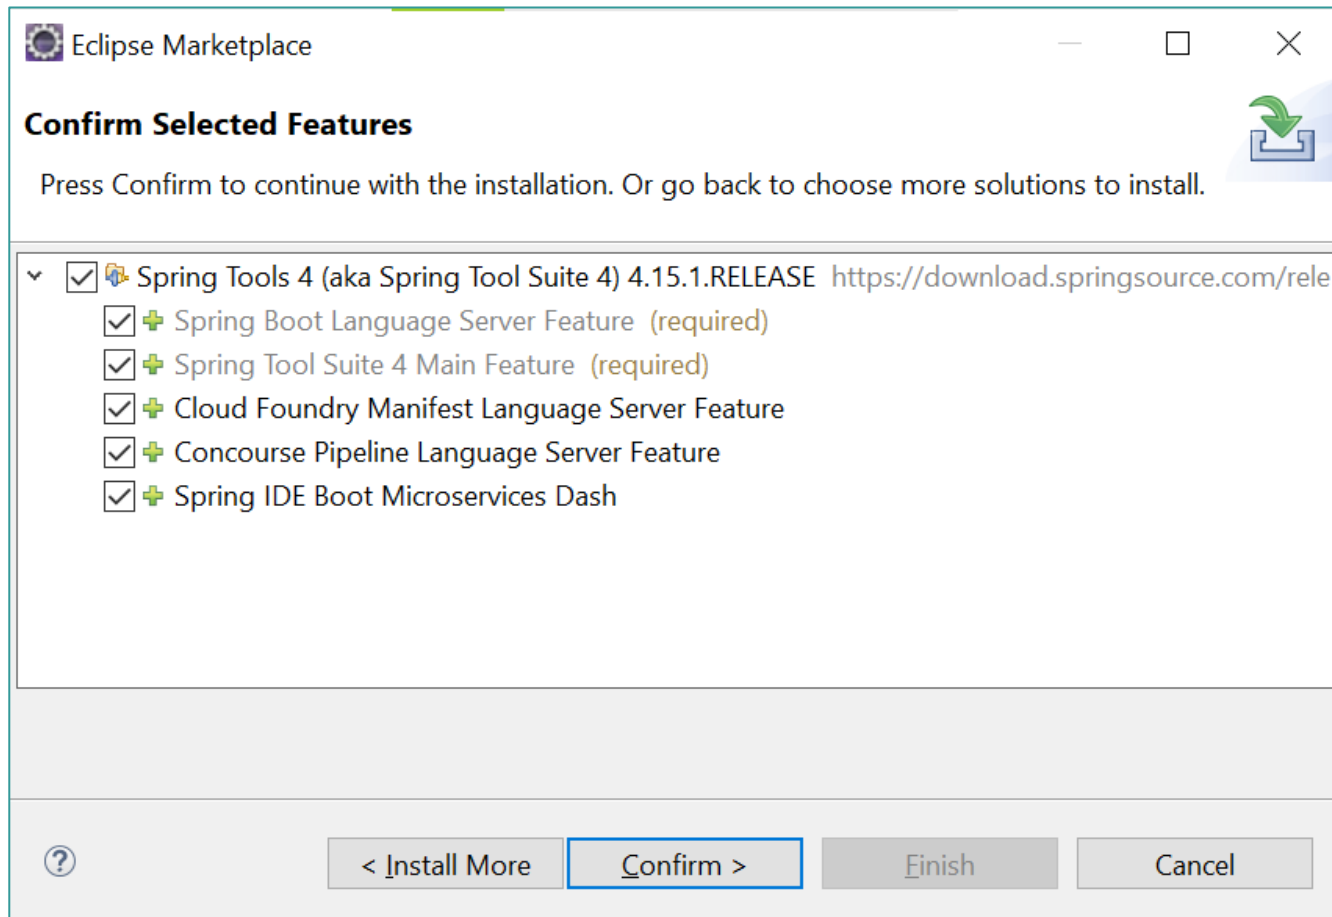 Eclipse Marketplace
Confirm Selected Features
Press Confirm to continue with the installation. Or go back to choose more solutions to install.
Spring Tools 4 (aka Spring Tool Suite 4) 4.15.1.RELEASE https://download.springsource.com/rele
Spring Boot Language Server Feature (required)
Spring Tool Suite 4 Main Feature (required)
Cloud Foundry Manifest Language Server Feature
Concourse Pipeline Language Server Feature
Spring IDE Boot Microservices Dash
? < Install More Confirm > Finish Cancel